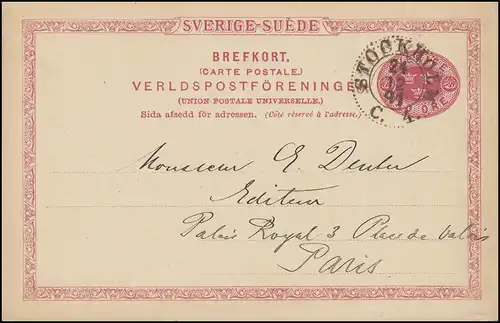 SVERIGE-SUÈDE
BREFKORT.
(CARTE POSTALE.)
VERLDSPOSTFÖRENINGEN
(UNION POSTALE UNIVERSELLE.)
Sida afsedd för adressen. (Côté réservé à l'adresse.)
STOCKHOLM
C.
ÖRE
Monsieur E. Dentu
Editeur
Palais Royal 3 Place de Valois
Paris